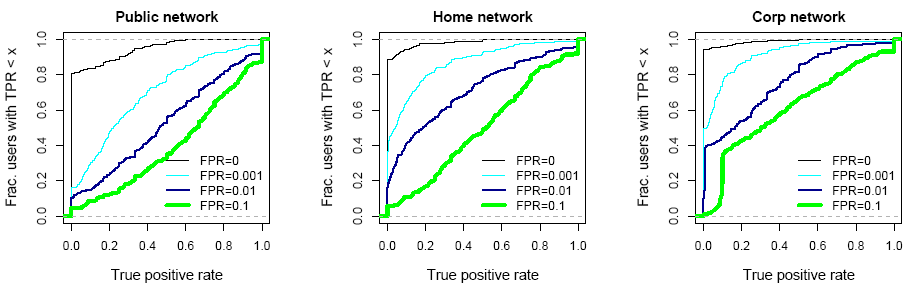 Public network
Frac. users with TPR < x
0.0 0.2 0.4 0.6 0.8 1.0
FPR=0
FPR=0.001
FPR=0.01
FPR=0.1
0.0 0.2 0.4 0.6 0.8 1.0
True positive rate
Home network
Frac. users with TPR < x
0.0 0.2 0.4 0.6 0.8 1.0
FPR=0
FPR=0.001
FPR=0.01
FPR=0.1
0.0 0.2 0.4 0.6 0.8 1.0
True positive rate
Corp network
Frac. users with TPR < x
0.0 0.2 0.4 0.6 0.8 1.0
FPR=0
FPR=0.001
FPR=0.01
FPR=0.1
0.0 0.2 0.4 0.6 0.8 1.0
True positive rate